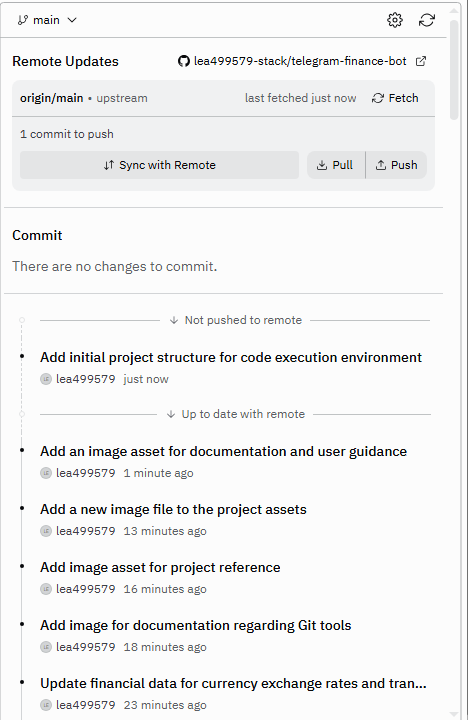 main
Remote Updates
lea499579-stack/telegram-finance-bot
origin/main • upstream
last fetched just now
Fetch
1 commit to push
Sync with Remote
Pull
Push
Commit
There are no changes to commit.
Not pushed to remote
Add initial project structure for code execution environment
lea499579 just now
Up to date with remote
Add an image asset for documentation and user guidance
lea499579 1 minute ago
Add a new image file to the project assets
lea499579 13 minutes ago
Add image asset for project reference
lea499579 16 minutes ago
Add image for documentation regarding Git tools
lea499579 18 minutes ago
Update financial data for currency exchange rates and tran...
lea499579 23 minutes ago